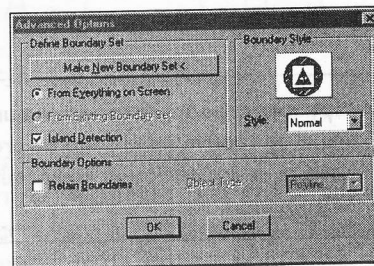 Advanced Options
Define Boundary Set
Make New Boundary Set <
From Everything on Screen
From Existing Boundary Set
Island Detection
Boundary Style
Style: Normal
Boundary Options
Retain Boundaries
Object Type:
Polyline
OK
Cancel